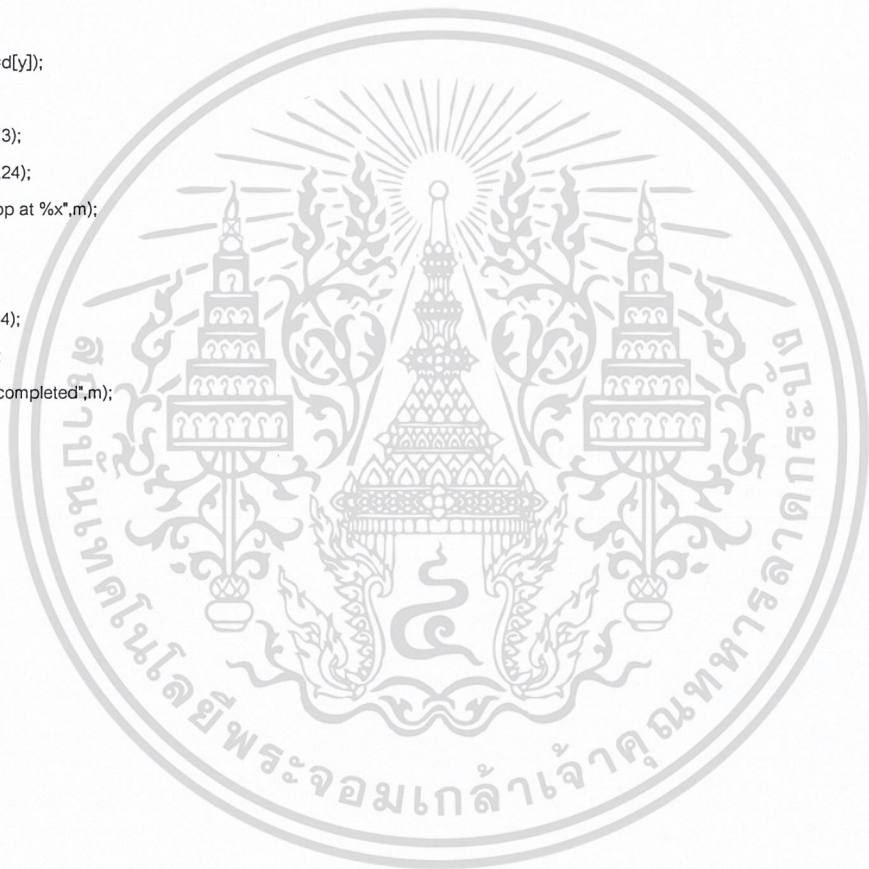 d[y]);
3);
24);
op at %x",m);
4);
completed",m);
สถาบันเทคโนโลยีพระจอมเกล้าเจ้าคุณทหารลาดกระบัง
๔